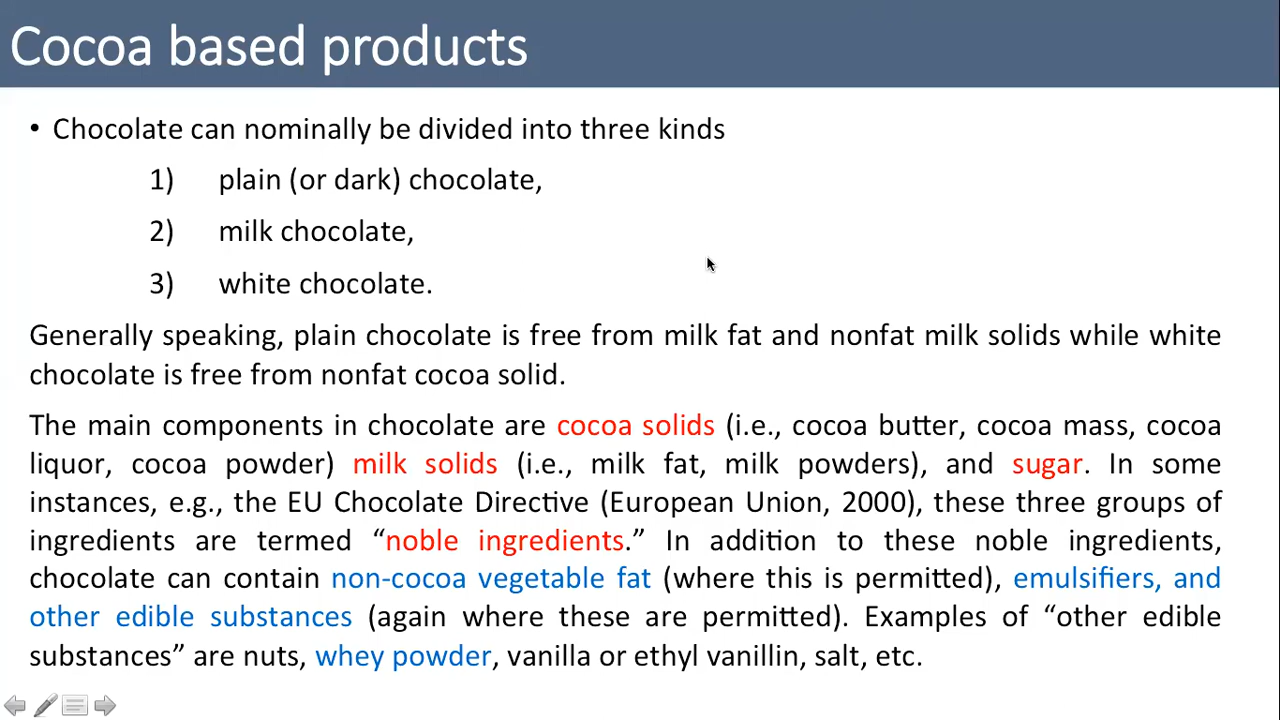 Cocoa based products
• Chocolate can nominally be divided into three kinds
1) plain (or dark) chocolate,
2) milk chocolate,
3) white chocolate.
Generally speaking, plain chocolate is free from milk fat and nonfat milk solids while white
chocolate is free from nonfat cocoa solid.
The main components in chocolate are cocoa solids (i.e., cocoa butter, cocoa mass, cocoa
liquor, cocoa powder) milk solids (i.e., milk fat, milk powders), and sugar. In some
instances, e.g., the EU Chocolate Directive (European Union, 2000), these three groups of
ingredients are termed “noble ingredients.” In addition to these noble ingredients,
chocolate can contain non-cocoa vegetable fat (where this is permitted), emulsifiers, and
other edible substances (again where these are permitted). Examples of “other edible
substances” are nuts, whey powder, vanilla or ethyl vanillin, salt, etc.